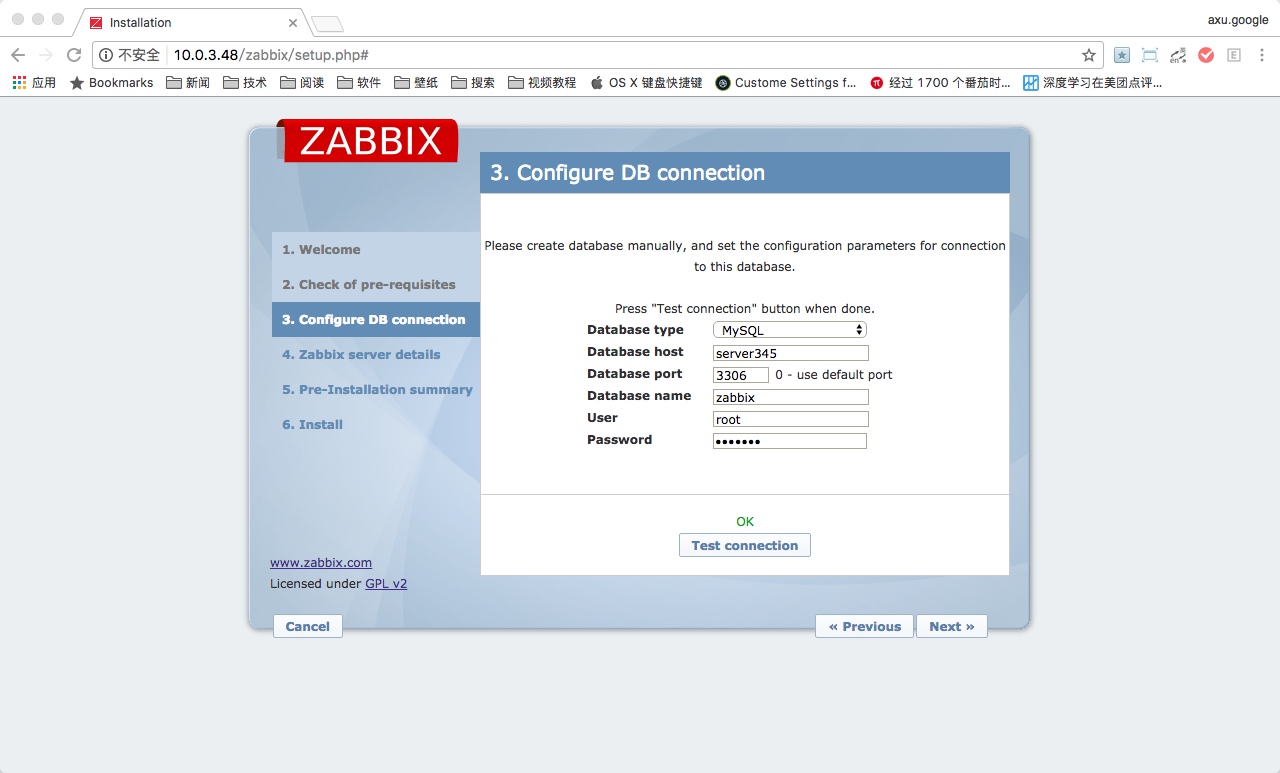 Installation
axu.google
不安全 10.0.3.48/zabbix/setup.php#
en
E
应用 Bookmarks 新闻 技术 阅读 软件 壁纸 搜索 视频教程 OS X 键盘快捷键 Custome Settings f... 经过 1700 个番茄时... 深度学习在美团点评...
ZABBIX
3. Configure DB connection
1. Welcome
2. Check of pre-requisites
3. Configure DB connection
4. Zabbix server details
5. Pre-Installation summary
6. Install
Please create database manually, and set the configuration parameters for connection
to this database.
Press "Test connection" button when done.
Database type MySQL
Database host server345
Database port 3306 0 - use default port
Database name zabbix
User root
Password •••••••
OK
Test connection
www.zabbix.com
Licensed under GPL v2
Cancel « Previous Next »